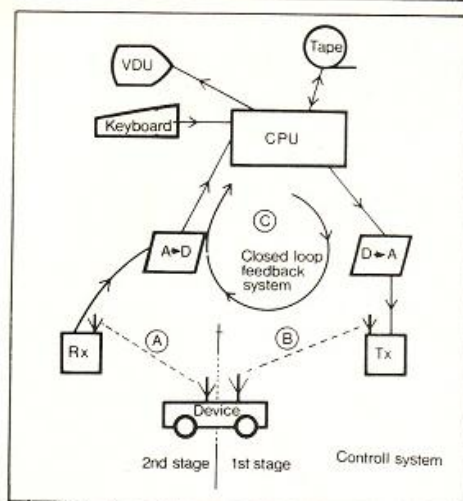 Tape
VDU
Keyboard
CPU
C
A▸D
Closed loop
feedback
system
D▸A
Rx
A
B
Tx
Device
2nd stage
1st stage
Controll system